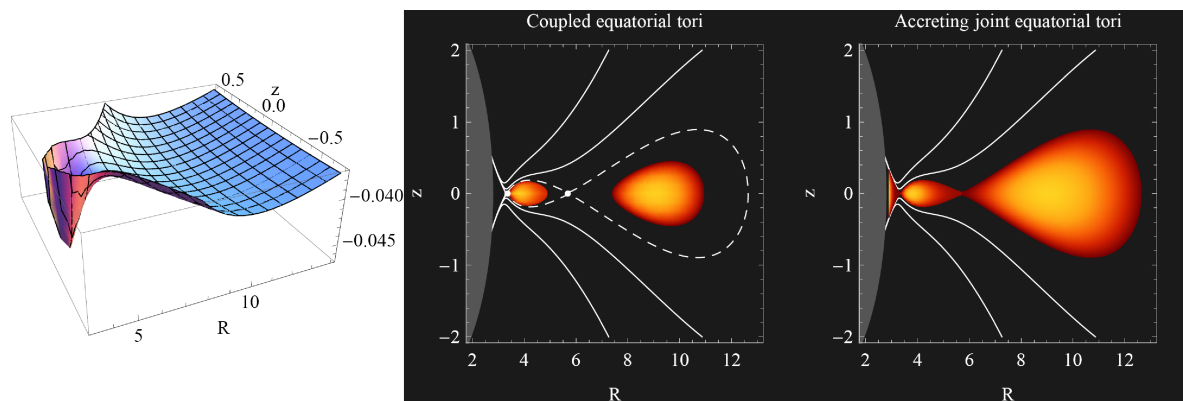 0.5
z
0.0
−0.5
−0.040
−0.045
10
5
R
Coupled equatorial tori
2
1
z
0
−1
−2
2 4 6 8 10 12
R
Accreting joint equatorial tori
2
1
z
0
−1
−2
2 4 6 8 10 12
R